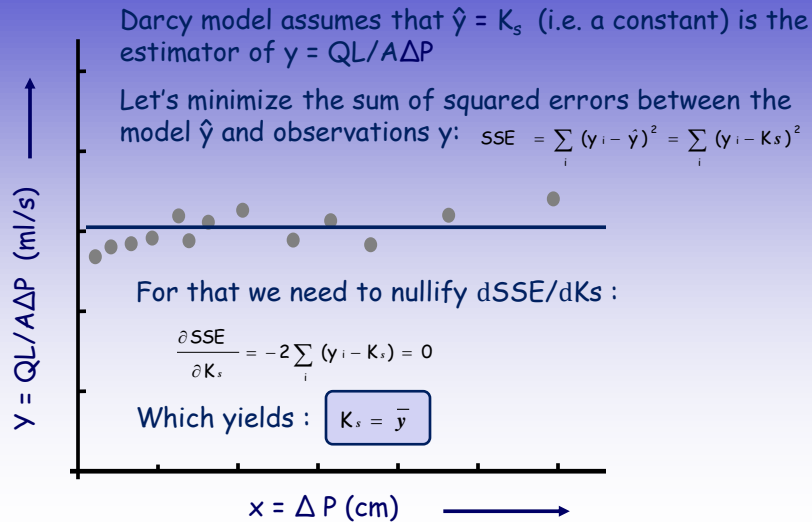 Darcy model assumes that ŷ = Kₛ (i.e. a constant) is the
estimator of y = QL/AΔP
Let's minimize the sum of squared errors between the
model ŷ and observations y: SSE = ∑ᵢ (yᵢ – ŷ)² = ∑ᵢ (yᵢ – Ks)²
y = QL/AΔP (ml/s)
For that we need to nullify dSSE/dKs :
∂SSE/∂Kₛ = –2∑ᵢ (yᵢ – Kₛ) = 0
Which yields : Kₛ = y̅
x = Δ P (cm)